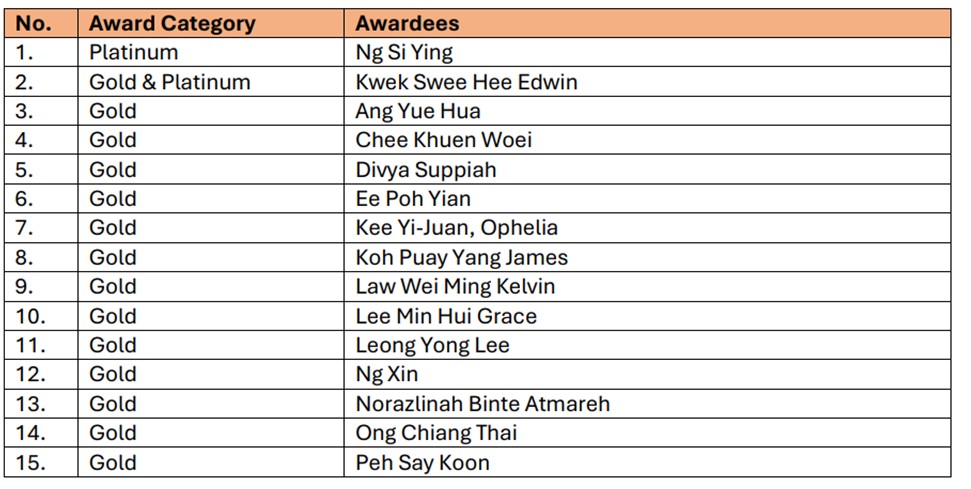 No. Award Category Awardees
1. Platinum Ng Si Ying
2. Gold & Platinum Kwek Swee Hee Edwin
3. Gold Ang Yue Hua
4. Gold Chee Khuen Woei
5. Gold Divya Suppiah
6. Gold Ee Poh Yian
7. Gold Kee Yi-Juan, Ophelia
8. Gold Koh Puay Yang James
9. Gold Law Wei Ming Kelvin
10. Gold Lee Min Hui Grace
11. Gold Leong Yong Lee
12. Gold Ng Xin
13. Gold Norazlinah Binte Atmareh
14. Gold Ong Chiang Thai
15. Gold Peh Say Koon